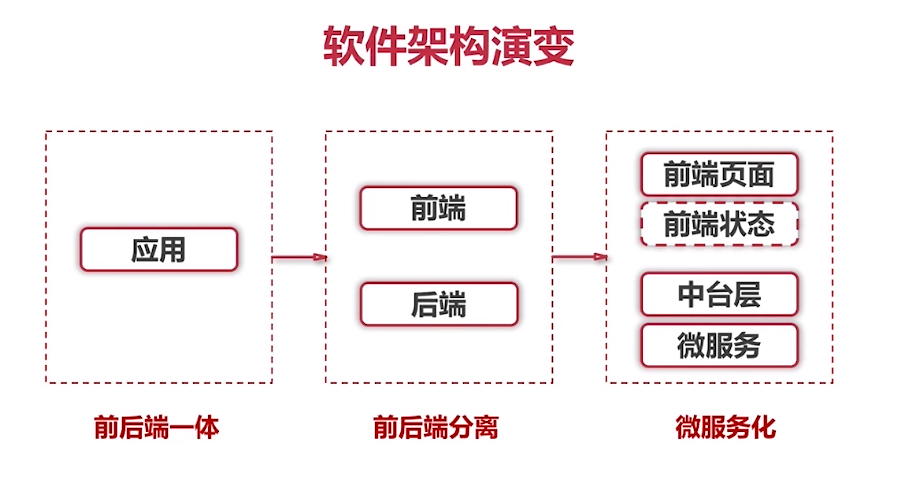 软件架构演变
应用
前端
后端
前端页面
前端状态
中台层
微服务
前后端一体
前后端分离
微服务化